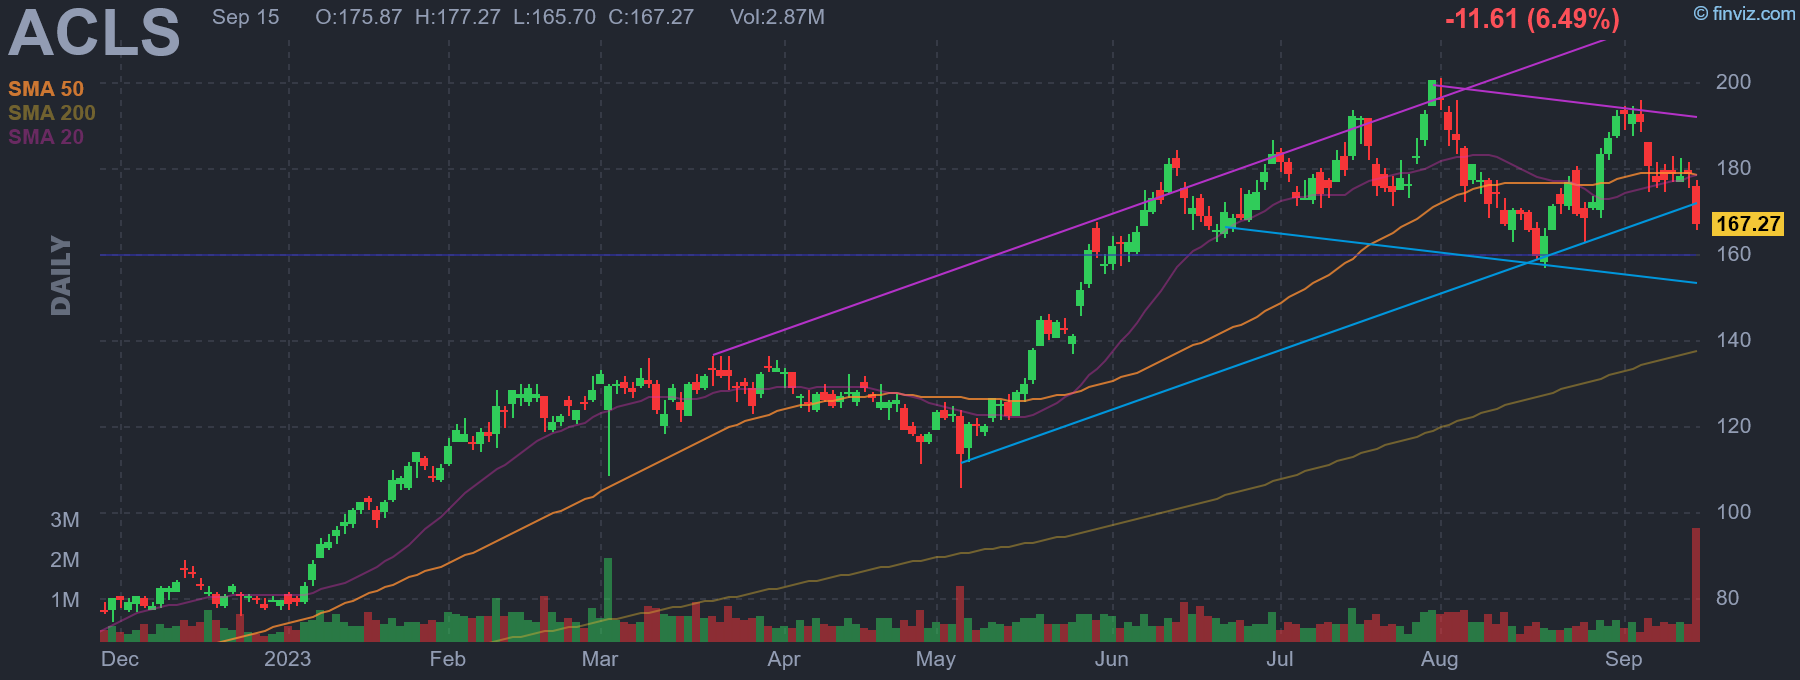 ACLS Sep 15 O:175.87 H:177.27 L:165.70 C:167.27 Vol:2.87M -11.61 (6.49%) © finviz.com
SMA 50
SMA 200
SMA 20
DAILY
200
180
167.27
160
140
120
100
80
3M
2M
1M
Dec 2023 Feb Mar Apr May Jun Jul Aug Sep